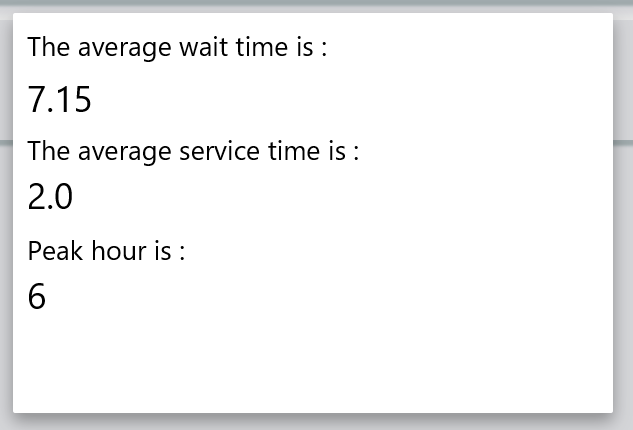 The average wait time is :
7.15
The average service time is :
2.0
Peak hour is :
6